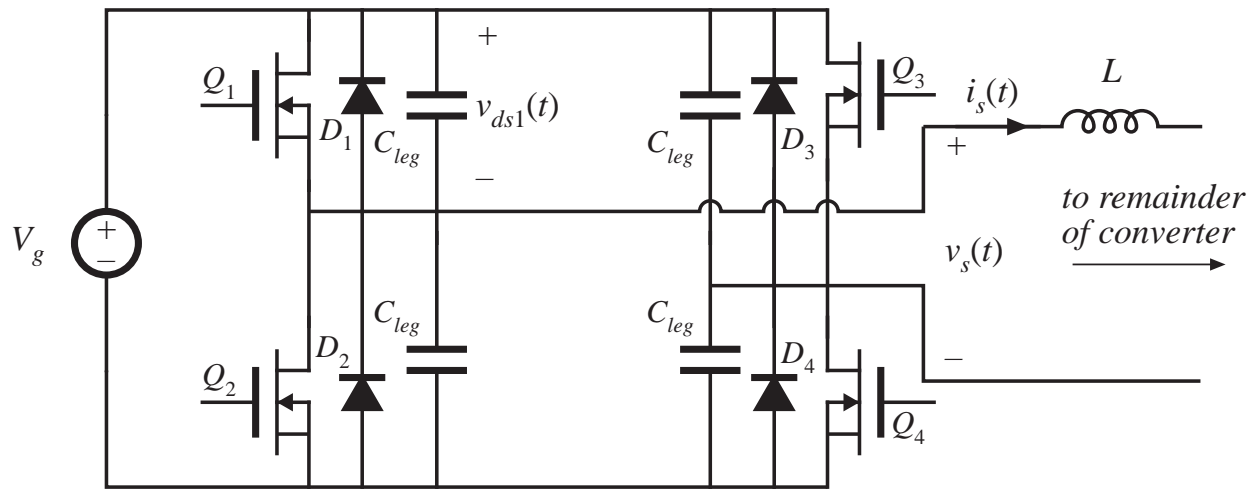 +
Q1
D1
Cleg
vds1(t)
–
Cleg
D3
Q3
is(t)
L
+
Vg
+
–
to remainder
of converter
vs(t)
Cleg
D2
Q2
Cleg
D4
Q4
–